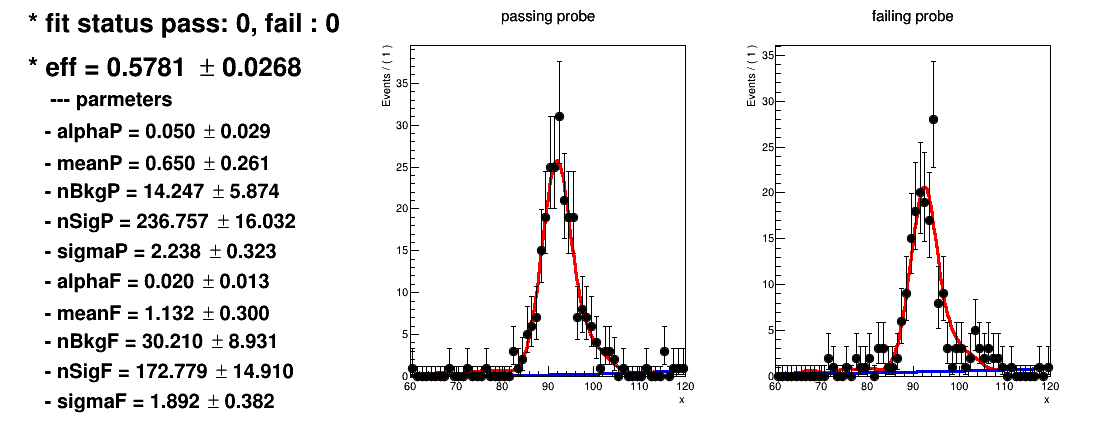 * fit status pass: 0, fail : 0
* eff = 0.5781 ± 0.0268
--- parmeters
- alphaP = 0.050 ± 0.029
- meanP = 0.650 ± 0.261
- nBkgP = 14.247 ± 5.874
- nSigP = 236.757 ± 16.032
- sigmaP = 2.238 ± 0.323
- alphaF = 0.020 ± 0.013
- meanF = 1.132 ± 0.300
- nBkgF = 30.210 ± 8.931
- nSigF = 172.779 ± 14.910
- sigmaF = 1.892 ± 0.382
passing probe
Events / ( 1 )
35
30
25
20
15
10
5
0
60 70 80 90 100 110 120
x
failing probe
Events / ( 1 )
35
30
25
20
15
10
5
0
60 70 80 90 100 110 120
x